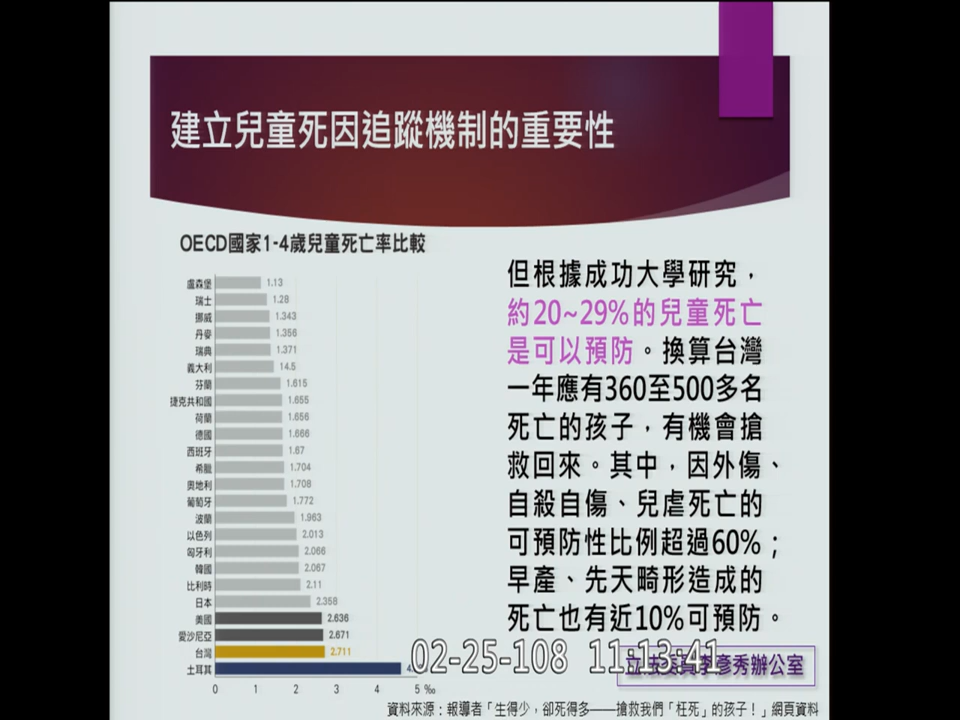 建立兒童死因追蹤機制的重要性
OECD國家1-4歲兒童死亡率比較
盧森堡 1.13
瑞士 1.28
挪威 1.343
丹麥 1.356
瑞典 1.371
義大利 14.5
芬蘭 1.615
捷克共和國 1.655
荷蘭 1.656
德國 1.666
西班牙 1.67
希臘 1.704
奧地利 1.708
葡萄牙 1.772
波蘭 1.963
以色列 2.013
匈牙利 2.066
韓國 2.067
比利時 2.11
日本 2.358
美國 2.636
愛沙尼亞 2.671
台灣 2.711
土耳其
0 1 2 3 4 5 ‰
但根據成功大學研究，
約20~29%的兒童死亡
是可以預防。換算台灣
一年應有360至500多名
死亡的孩子，有機會搶
救回來。其中，因外傷、
自殺自傷、兒虐死亡的
可預防性比例超過60%；
早產、先天畸形造成的
死亡也有近10%可預防。
02-25-108 11:13:41
立法委員李彥秀辦公室
資料來源：報導者「生得少，卻死得多——搶救我們「枉死」的孩子！」網頁資料